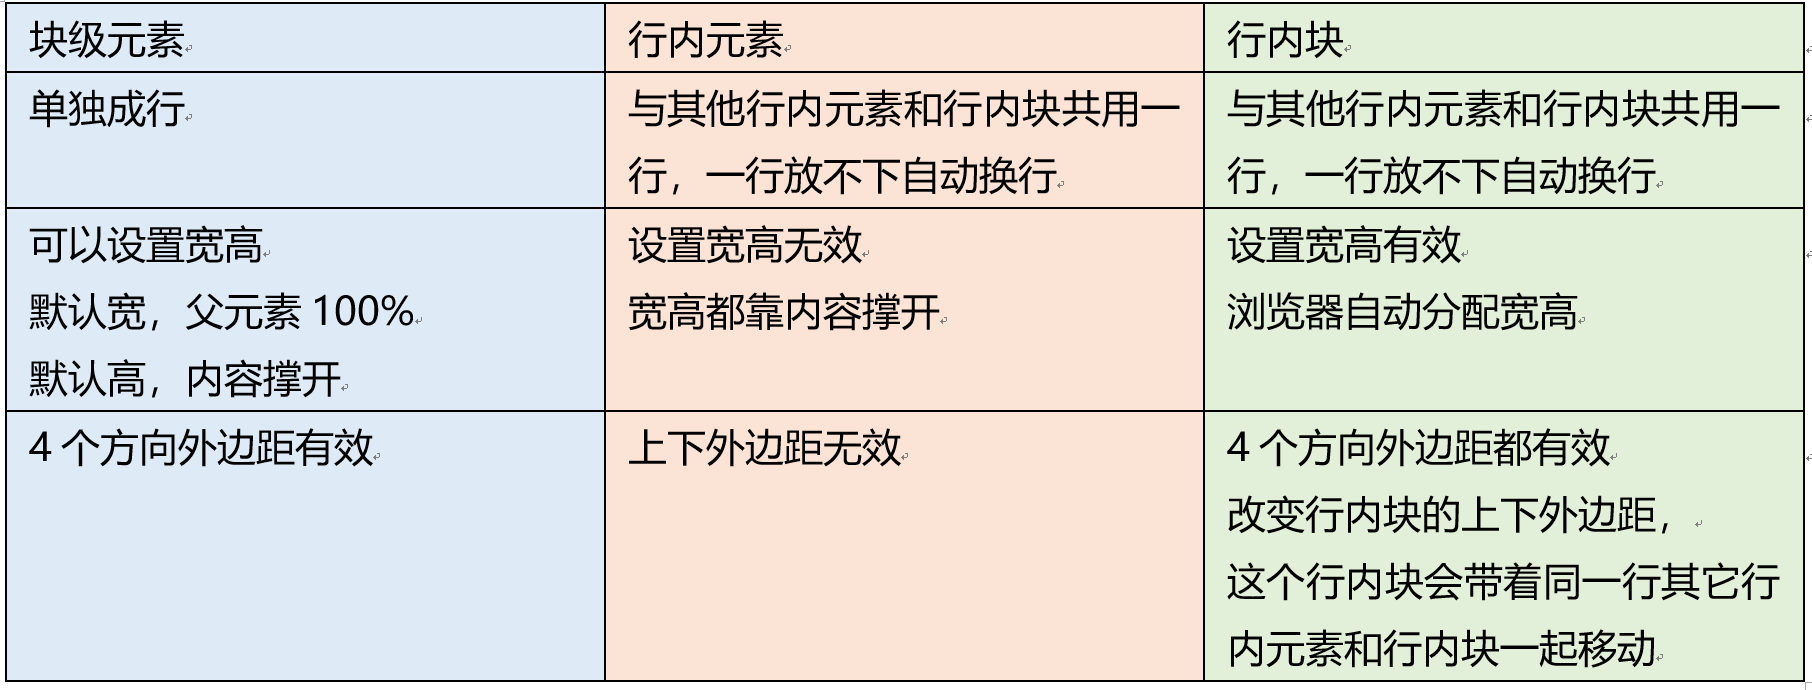 块级元素
行内元素
行内块
单独成行
与其他行内元素和行内块共用一
行，一行放不下自动换行
与其他行内元素和行内块共用一
行，一行放不下自动换行
可以设置宽高
默认宽，父元素 100%
默认高，内容撑开
设置宽高无效
宽高都靠内容撑开
设置宽高有效
浏览器自动分配宽高
4 个方向外边距有效
上下外边距无效
4 个方向外边距都有效
改变行内块的上下外边距，
这个行内块会带着同一行其它行
内元素和行内块一起移动